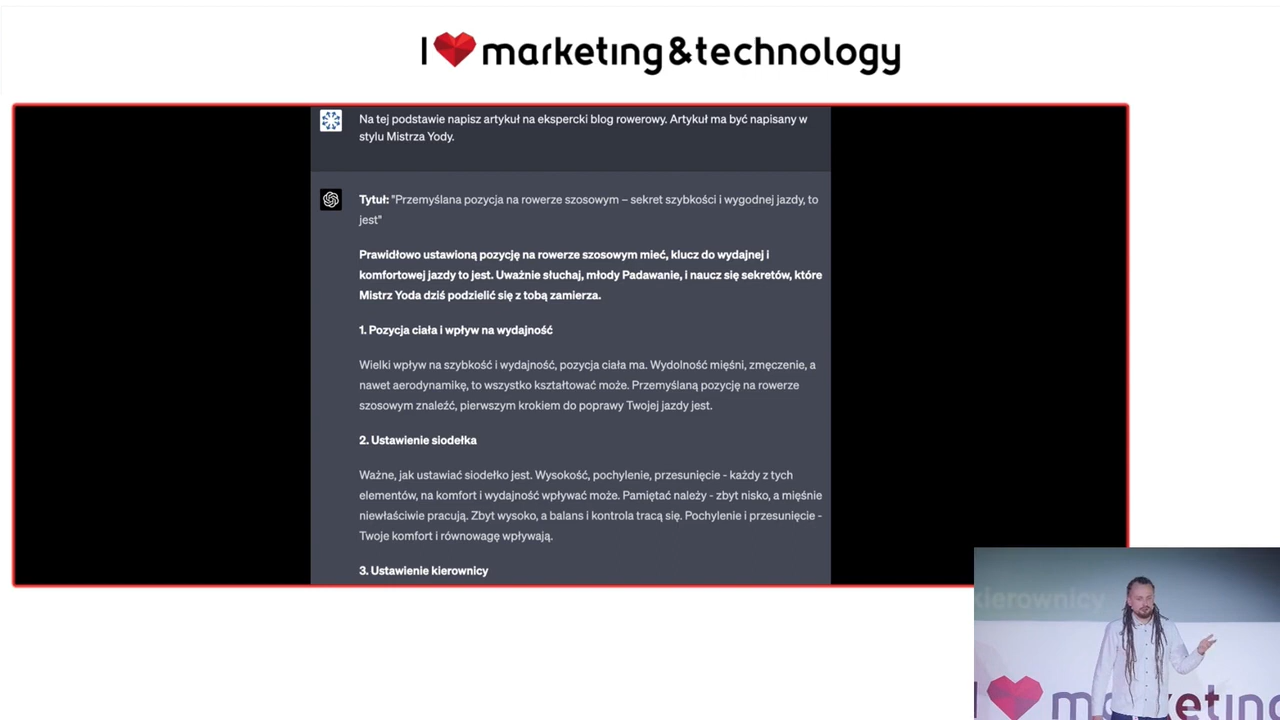 I marketing&technology
Na tej podstawie napisz artykuł na ekspercki blog rowerowy. Artykuł ma być napisany w
stylu Mistrza Yody.
Tytuł: "Przemyślana pozycja na rowerze szosowym – sekret szybkości i wygodnej jazdy, to
jest"
Prawidłowo ustawioną pozycję na rowerze szosowym mieć, klucz do wydajnej i
komfortowej jazdy to jest. Uważnie słuchaj, młody Padawanie, i naucz się sekretów, które
Mistrz Yoda dziś podzielić się z tobą zamierza.
1. Pozycja ciała i wpływ na wydajność
Wielki wpływ na szybkość i wydajność, pozycja ciała ma. Wydolność mięśni, zmęczenie, a
nawet aerodynamikę, to wszystko kształtować może. Przemyślaną pozycję na rowerze
szosowym znaleźć, pierwszym krokiem do poprawy Twojej jazdy jest.
2. Ustawienie siodełka
Ważne, jak ustawiać siodełko jest. Wysokość, pochylenie, przesunięcie - każdy z tych
elementów, na komfort i wydajność wpływać może. Pamiętać należy - zbyt nisko, a mięśnie
niewłaściwie pracują. Zbyt wysoko, a balans i kontrola tracą się. Pochylenie i przesunięcie -
Twoje komfort i równowagę wpływają.
3. Ustawienie kierownicy
kierownicy
I marketing